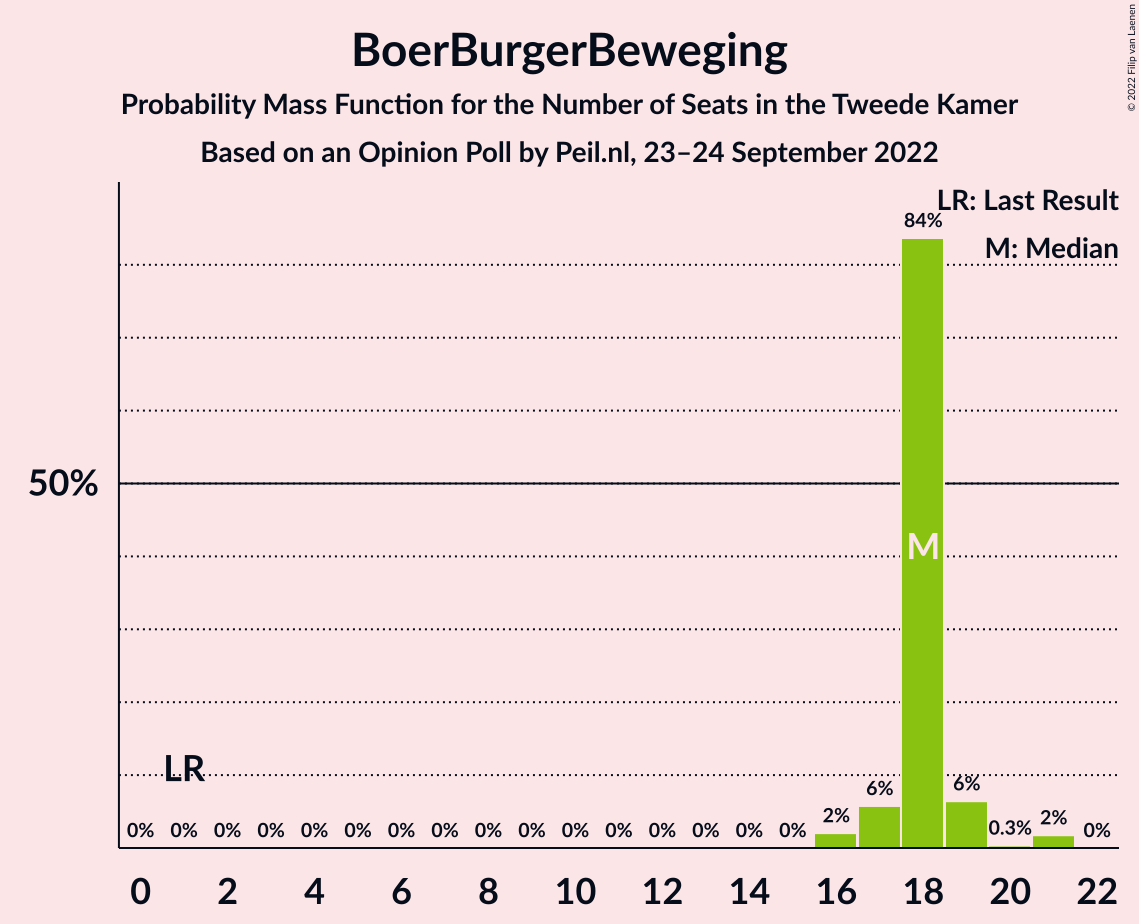 BoerBurgerBeweging
Probability Mass Function for the Number of Seats in the Tweede Kamer
Based on an Opinion Poll by Peil.nl, 23–24 September 2022
© 2022 Filip van Laenen
LR: Last Result
M: Median
84%
50%
M
LR
0% 0% 0% 0% 0% 0% 0% 0% 0% 0% 0% 0% 0% 0% 0% 0% 2% 6% 6% 0.3% 2% 0%
0 2 4 6 8 10 12 14 16 18 20 22